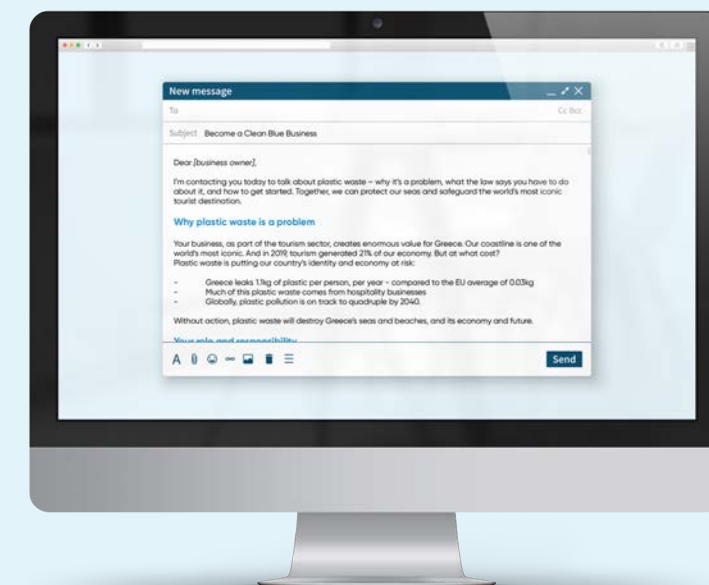 New message
To
Cc Bcc
Subject Become a Clean Blue Business
Dear [business owner],
I'm contacting you today to talk about plastic waste – why it's a problem, what the law says you have to do
about it, and how to get started. Together, we can protect our seas and safeguard the world's most iconic
tourist destination.
Why plastic waste is a problem
Your business, as part of the tourism sector, creates enormous value for Greece. Our coastline is one of the
world's most iconic. And in 2019, tourism generated 21% of our economy. But at what cost?
Plastic waste is putting our country's identity and economy at risk:
- Greece leaks 1.1kg of plastic per person, per year - compared to the EU average of 0.03kg
- Much of this plastic waste comes from hospitality businesses
- Globally, plastic pollution is on track to quadruple by 2040.
Without action, plastic waste will destroy Greece's seas and beaches, and its economy and future.
Your role and responsibility
Send